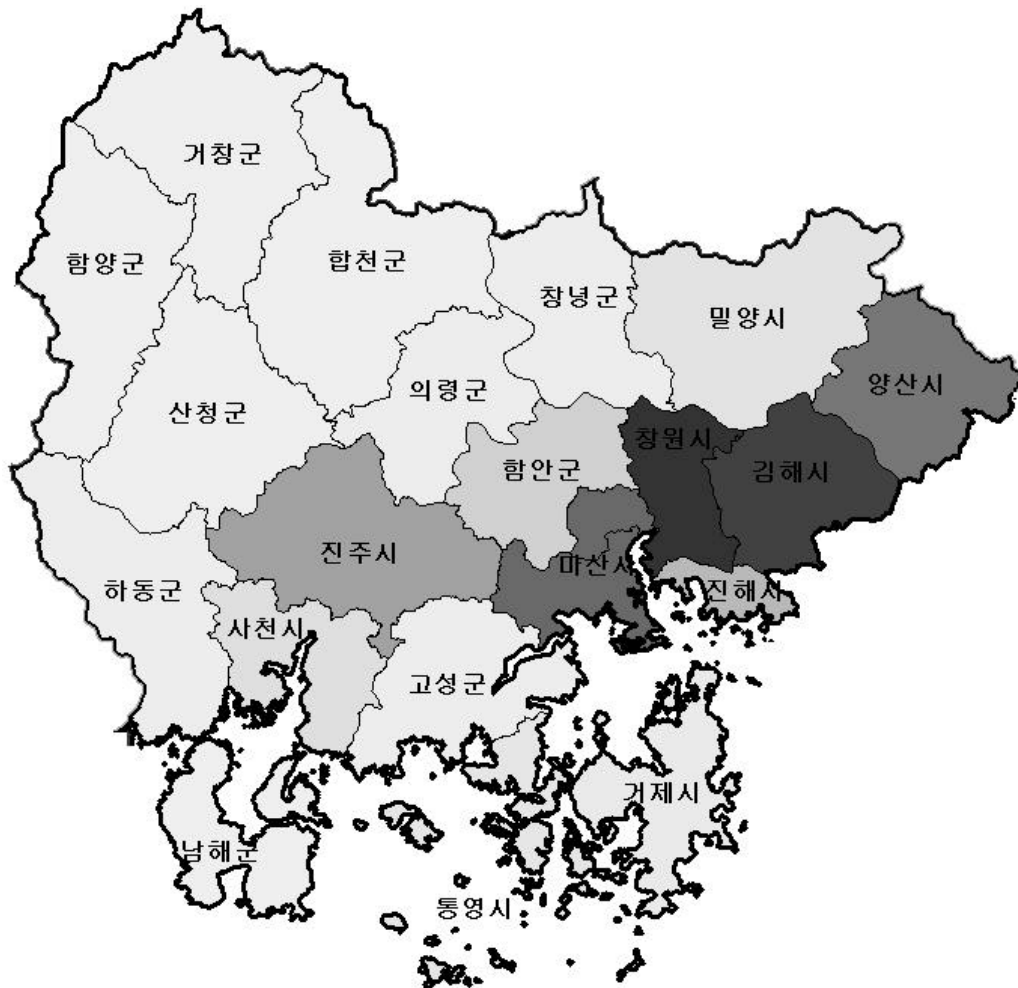 거창군
함양군
합천군
창녕군
밀양시
양산시
의령군
산청군
창원시
함안군
김해시
진주시
마산시
진해시
하동군
사천시
고성군
거제시
남해군
통영시